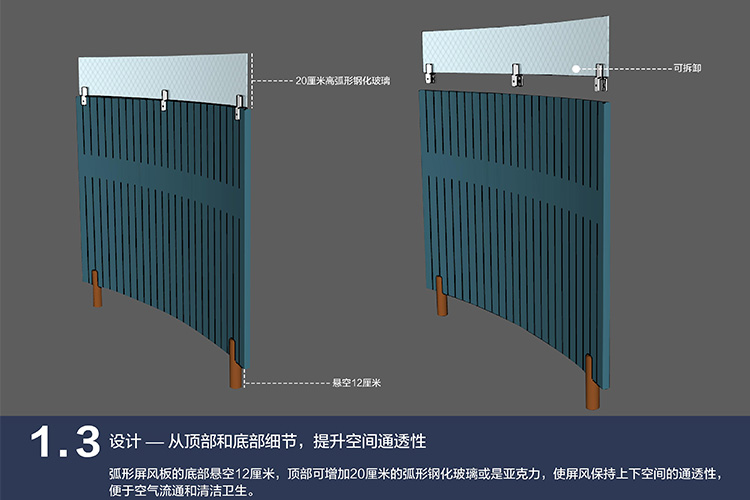 可拆卸
20厘米高弧形钢化玻璃
悬空12厘米
1.3 设计 — 从顶部和底部细节，提升空间通透性
弧形屏风板的底部悬空12厘米，顶部可增加20厘米的弧形钢化玻璃或是亚克力，使屏风保持上下空间的通透性，
便于空气流通和清洁卫生。